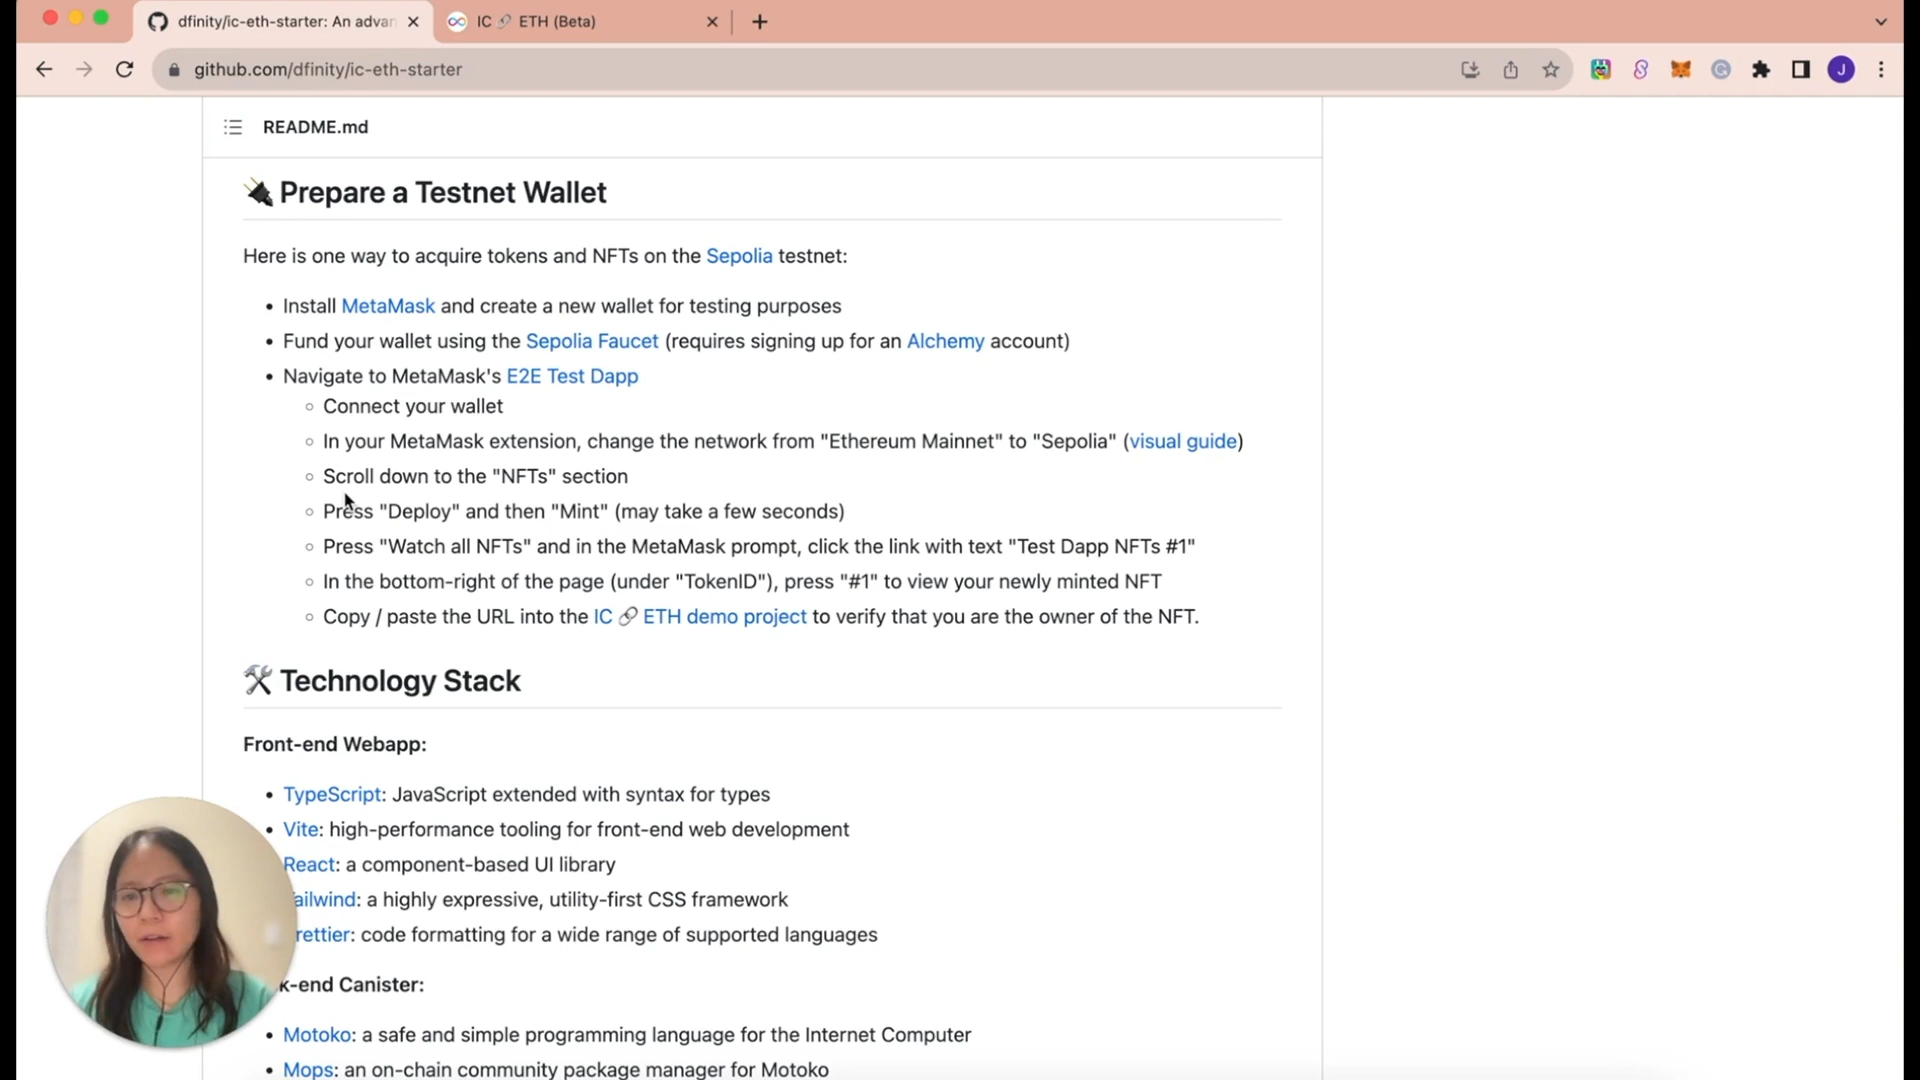 dfinity/ic-eth-starter: An advan
IC 🔗 ETH (Beta)
github.com/dfinity/ic-eth-starter
J
README.md
🔌 Prepare a Testnet Wallet
Here is one way to acquire tokens and NFTs on the Sepolia testnet:
• Install MetaMask and create a new wallet for testing purposes
• Fund your wallet using the Sepolia Faucet (requires signing up for an Alchemy account)
• Navigate to MetaMask's E2E Test Dapp
◦ Connect your wallet
◦ In your MetaMask extension, change the network from "Ethereum Mainnet" to "Sepolia" (visual guide)
◦ Scroll down to the "NFTs" section
◦ Press "Deploy" and then "Mint" (may take a few seconds)
◦ Press "Watch all NFTs" and in the MetaMask prompt, click the link with text "Test Dapp NFTs #1"
◦ In the bottom-right of the page (under "TokenID"), press "#1" to view your newly minted NFT
◦ Copy / paste the URL into the IC 🔗 ETH demo project to verify that you are the owner of the NFT.
🛠 Technology Stack
Front-end Webapp:
• TypeScript: JavaScript extended with syntax for types
• Vite: high-performance tooling for front-end web development
React: a component-based UI library
ailwind: a highly expressive, utility-first CSS framework
rettier: code formatting for a wide range of supported languages
k-end Canister:
• Motoko: a safe and simple programming language for the Internet Computer
• Mops: an on-chain community package manager for Motoko